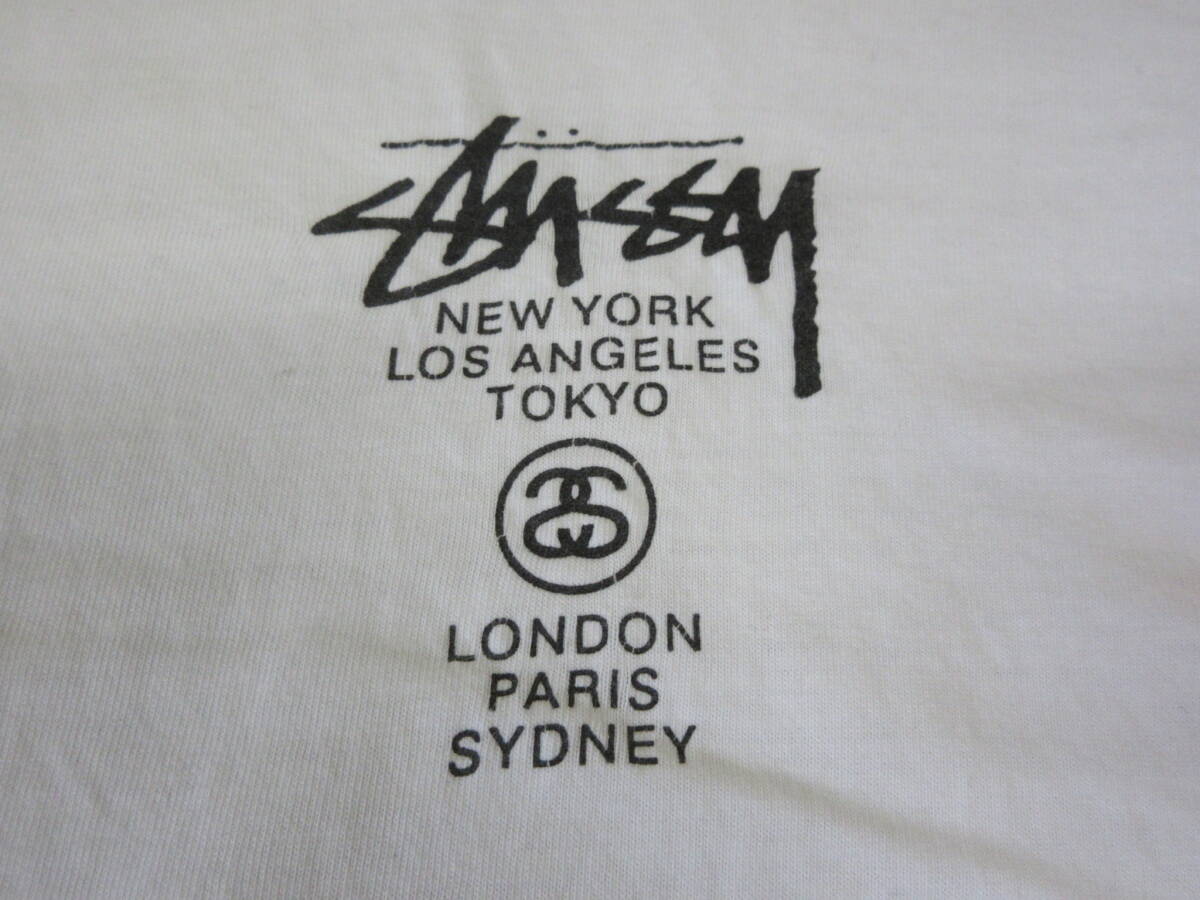 Stüssy
NEW YORK
LOS ANGELES
TOKYO
LONDON
PARIS
SYDNEY